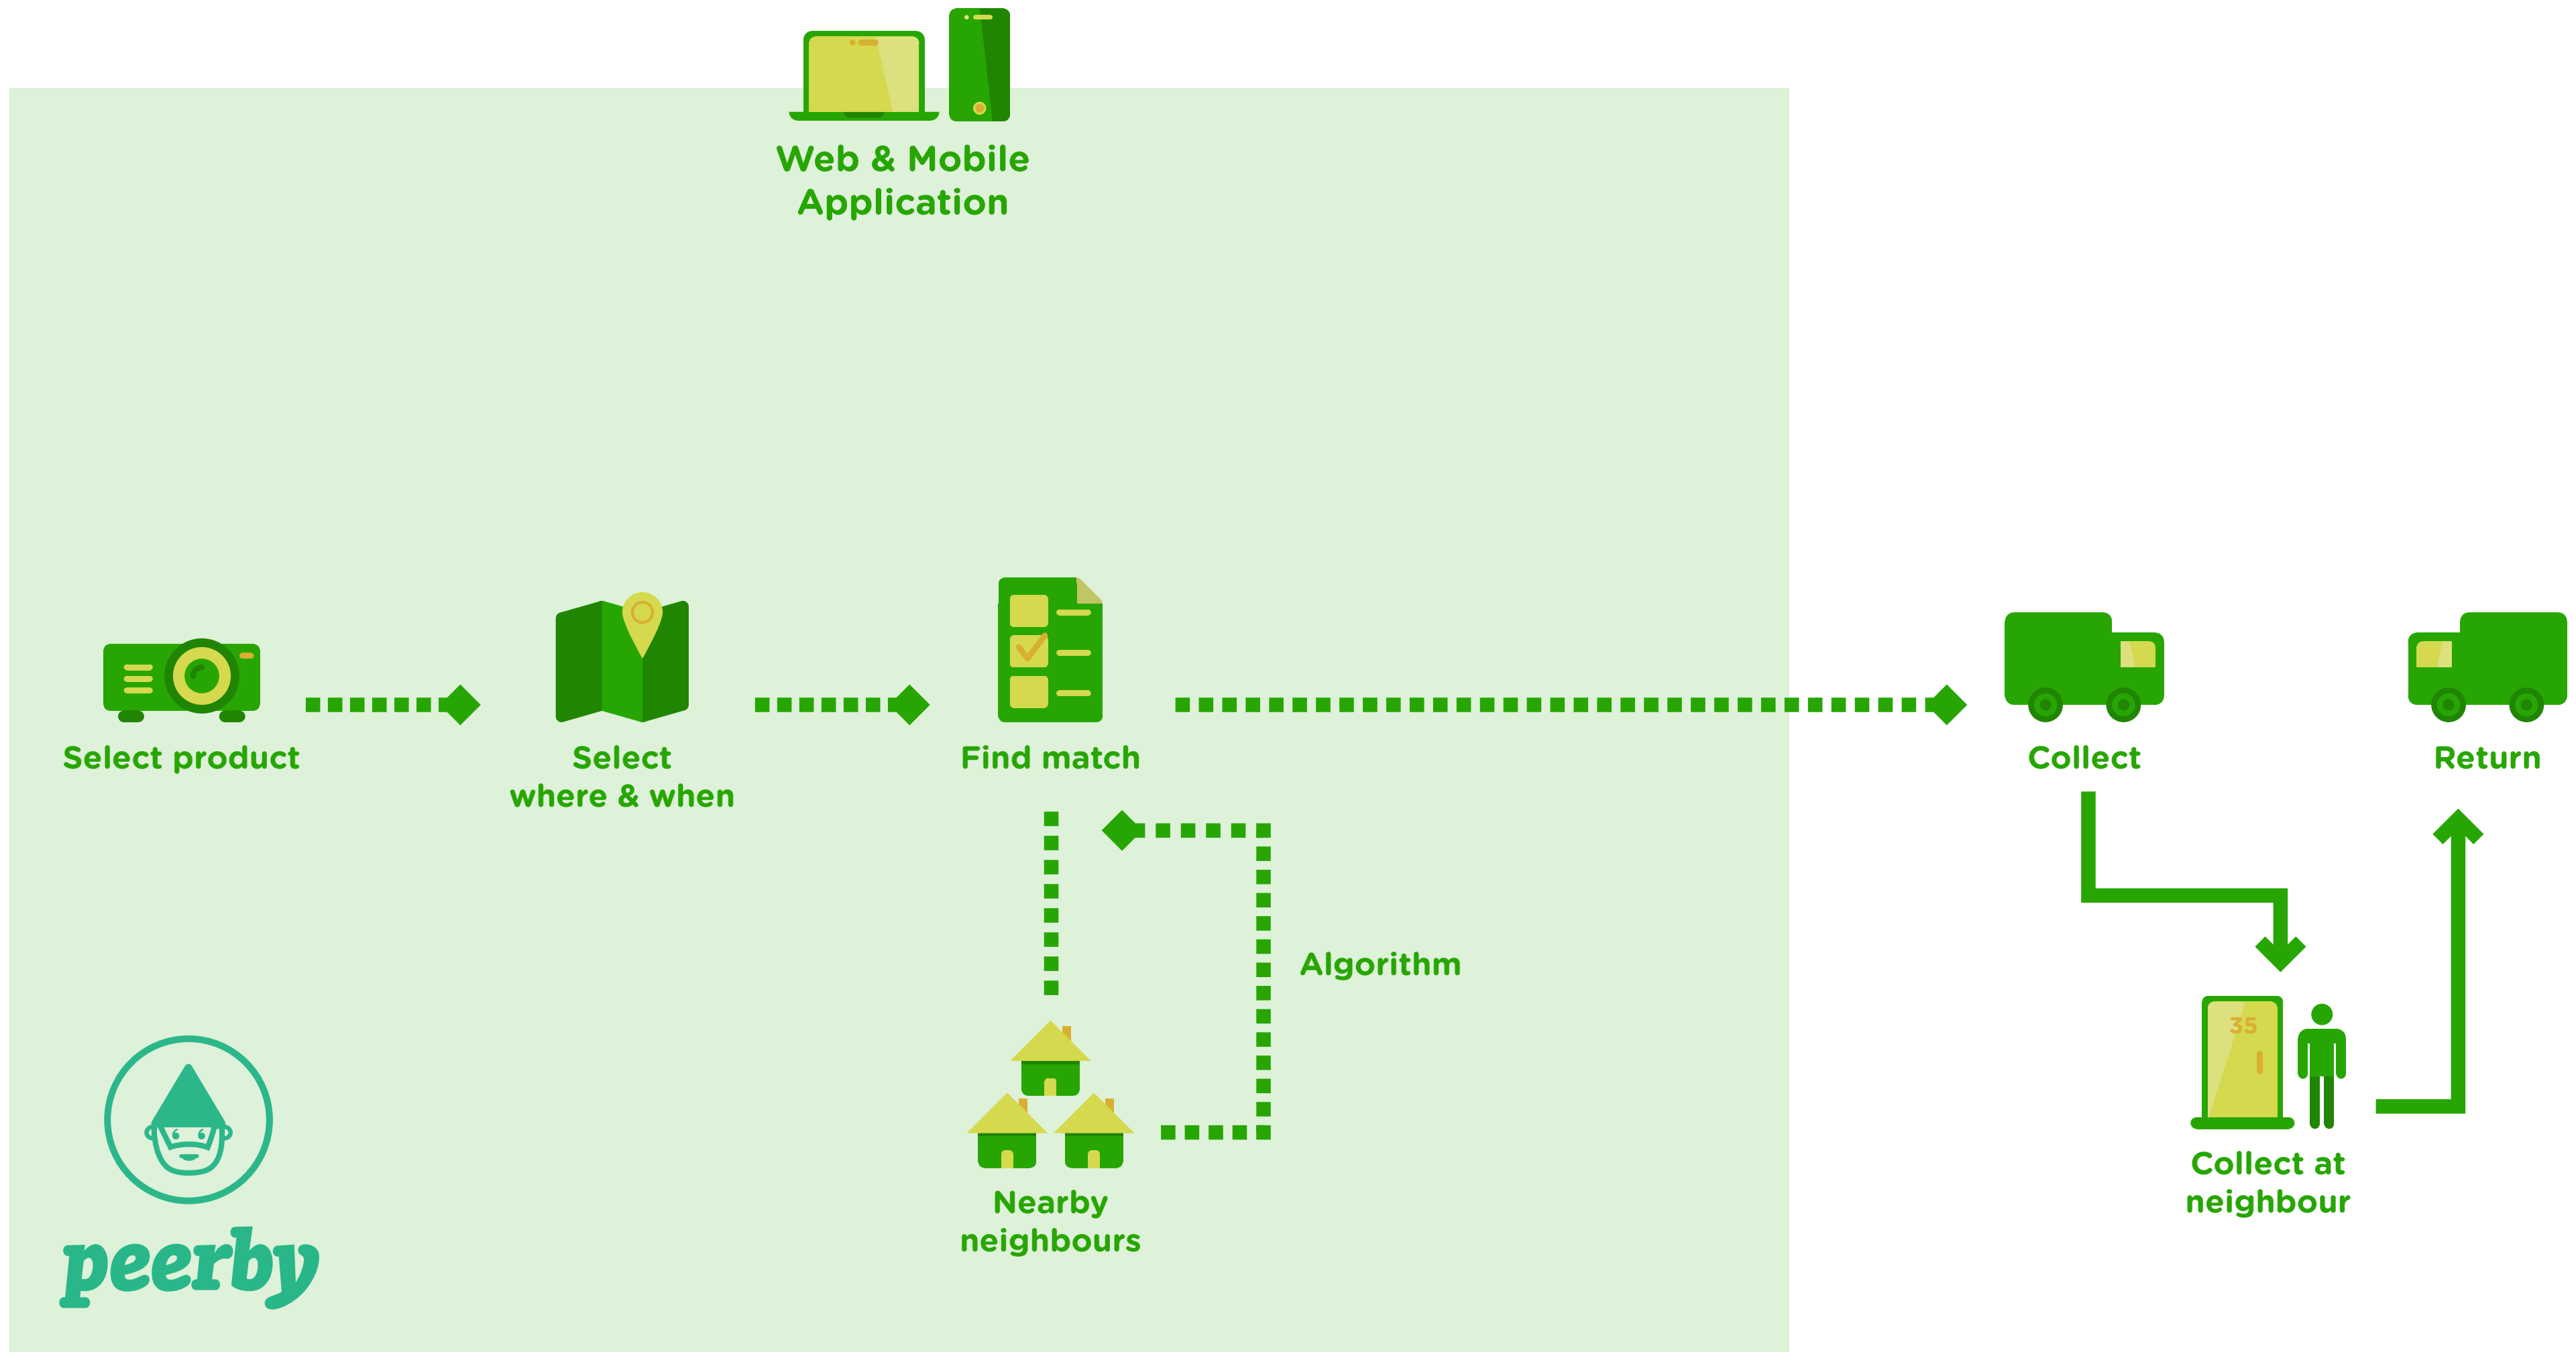 Web & Mobile
Application
Select product
Select
where & when
Find match
Collect
Return
Algorithm
35
Collect at
neighbour
Nearby
neighbours
peerby